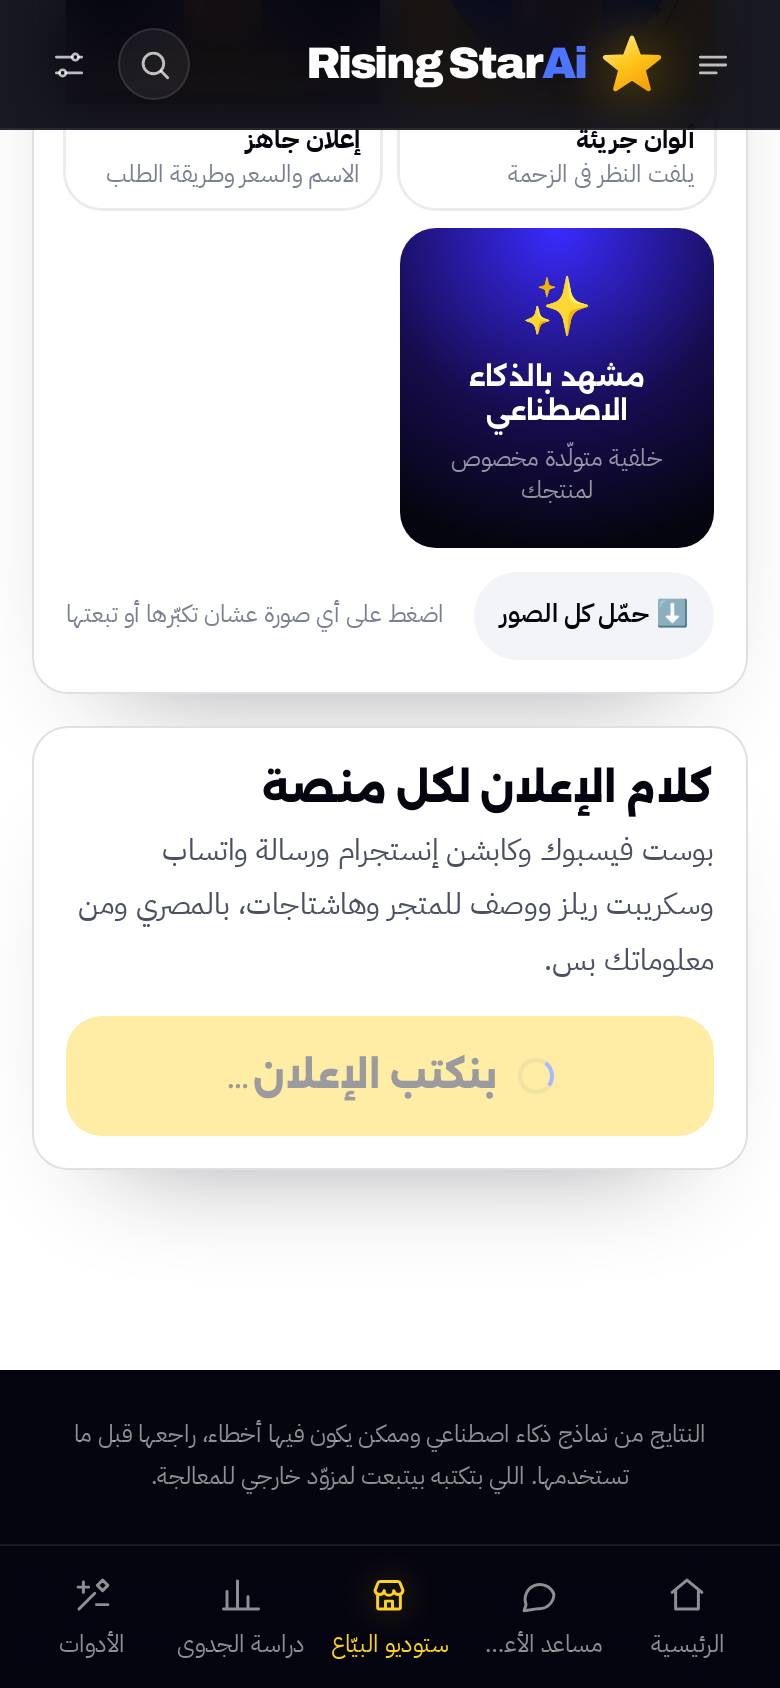 Rising StarAi
ألوان جريئة
يلفت النظر في الزحمة
إعلان جاهز
الاسم والسعر وطريقة الطلب
مشهد بالذكاء
الاصطناعي
خلفية متولّدة مخصوص
لمنتجك
حمّل كل الصور
اضغط على أي صورة عشان تكبّرها أو تبعتها
كلام الإعلان لكل منصة
بوست فيسبوك وكابشن إنستجرام ورسالة واتساب
وسكريبت ريلز ووصف للمتجر وهاشتاجات، بالمصري ومن
معلوماتك بس.
بنكتب الإعلان...
النتايج من نماذج ذكاء اصطناعي وممكن يكون فيها أخطاء، راجعها قبل ما
تستخدمها. اللي بتكتبه بيتبعت لمزوّد خارجي للمعالجة.
الرئيسية
مساعد الأع...
ستوديو البيّاع
دراسة الجدوى
الأدوات